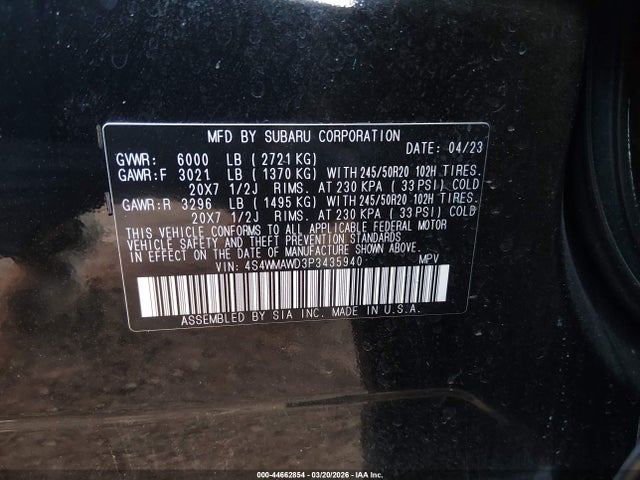 MFD BY SUBARU CORPORATION
DATE: 04/23
GVWR: 6000 LB ( 2721 KG)
GAWR:F 3021 LB ( 1370 KG) WITH 245/50R20 102H TIRES.
20X7 1/2J RIMS. AT 230 KPA ( 33 PSI) COLD
GAWR:R 3296 LB ( 1495 KG) WITH 245/50R20 102H TIRES.
20X7 1/2J RIMS. AT 230 KPA ( 33 PSI) COLD
THIS VEHICLE CONFORMS TO ALL APPLICABLE FEDERAL MOTOR
VEHICLE SAFETY AND THEFT PREVENTION STANDARDS
IN EFFECT ON THE DATE OF MANUFACTURE SHOWN ABOVE.
VIN: 4S4WMAWD3P3435940 MPV
ASSEMBLED BY SIA INC. MADE IN U.S.A.
000-44662854 | 03/20/2026 - IAA Inc.